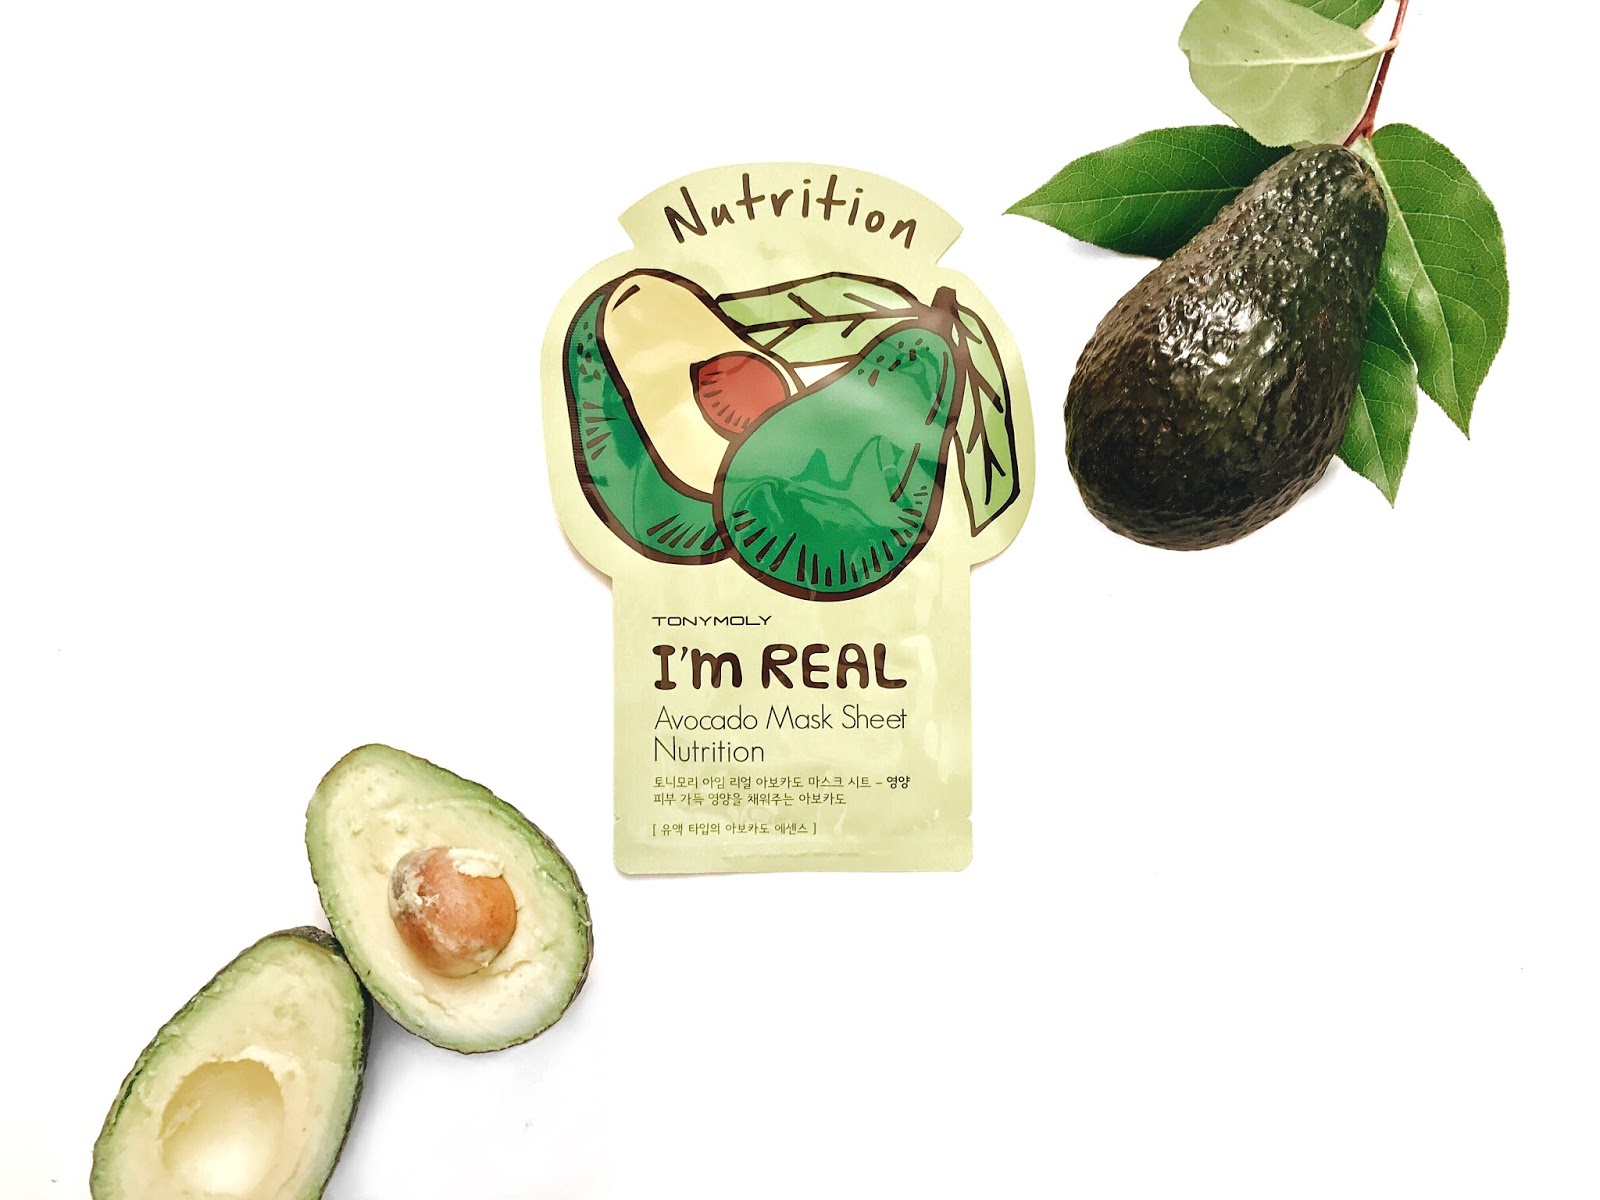 Nutrition
TONYMOLY
I'm REAL
Avocado Mask Sheet
Nutrition
토니모리 아임 리얼 아보카도 마스크 시트 – 영양
피부 가득 영양을 채워주는 아보카도
[ 유액 타입의 아보카도 에센스 ]